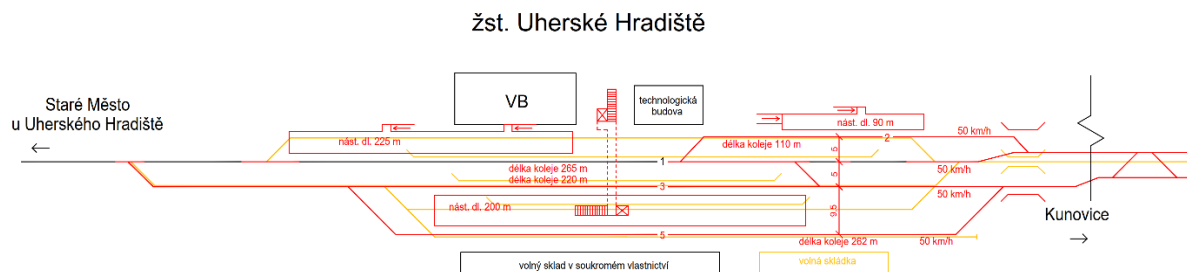 žst. Uherské Hradiště
Staré Město
u Uherského Hradiště
VB
technologická
budova
nást. dl. 90 m
50 km/h
nást. dl. 225 m
2
délka koleje 110 m
5
1
délka koleje 265 m
50 km/h
délka koleje 220 m
5
3
50 km/h
nást. dl. 200 m
9,5
Kunovice
5
délka koleje 262 m
50 km/h
volný sklad v soukromém vlastnictví
volná skládka